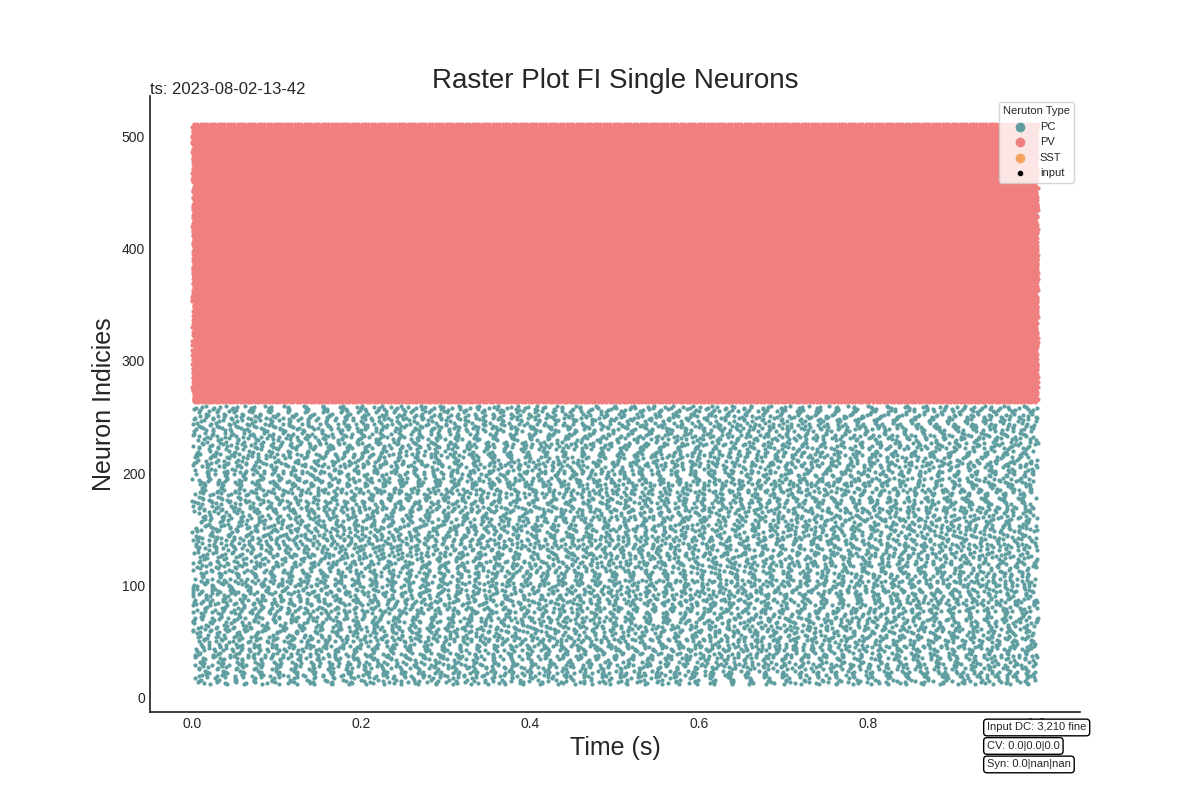 Raster Plot FI Single Neurons
ts: 2023-08-02-13-42
Neruton Type
PC
PV
SST
input
500
400
300
200
100
0
Neuron Indicies
0.0
0.2
0.4
0.6
0.8
Time (s)
Input DC: 3,210 fine
CV: 0.0|0.0|0.0
Syn: 0.0|nan|nan